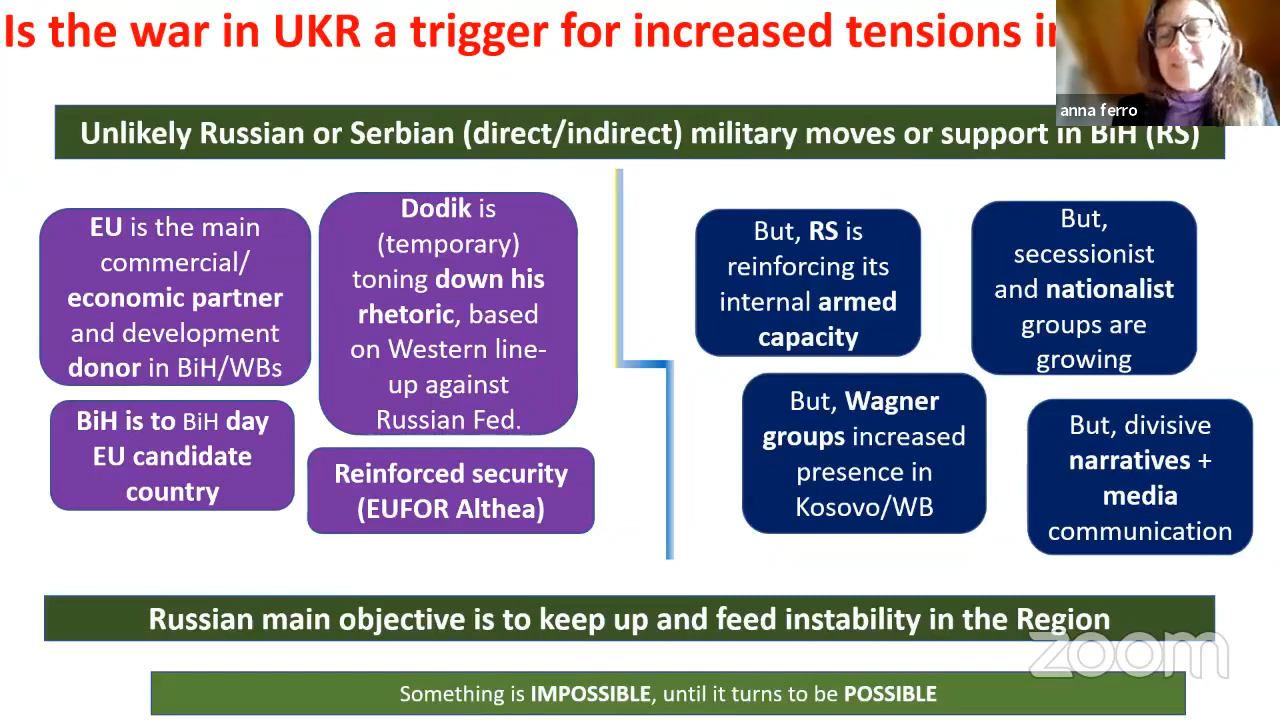 Is the war in UKR a trigger for increased tensions in
anna ferro
Unlikely Russian or Serbian (direct/indirect) military moves or support in BiH (RS)
EU is the main
commercial/
economic partner
and development
donor in BiH/WBs
Dodik is
(temporary)
toning down his
rhetoric, based
on Western line-
up against
Russian Fed.
BiH is to BiH day
EU candidate
country
Reinforced security
(EUFOR Althea)
But, RS is
reinforcing its
internal armed
capacity
But,
secessionist
and nationalist
groups are
growing
But, Wagner
groups increased
presence in
Kosovo/WB
But, divisive
narratives +
media
communication
Russian main objective is to keep up and feed instability in the Region
zoom
Something is IMPOSSIBLE, until it turns to be POSSIBLE